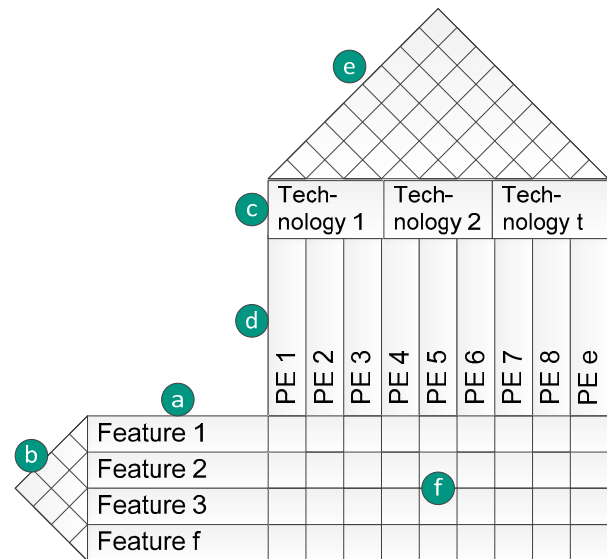 e
c
Tech-
nology 1
Tech-
nology 2
Tech-
nology t
d
PE 1
PE 2
PE 3
PE 4
PE 5
PE 6
PE 7
PE 8
PE e
a
b
Feature 1
Feature 2
Feature 3
Feature f
f